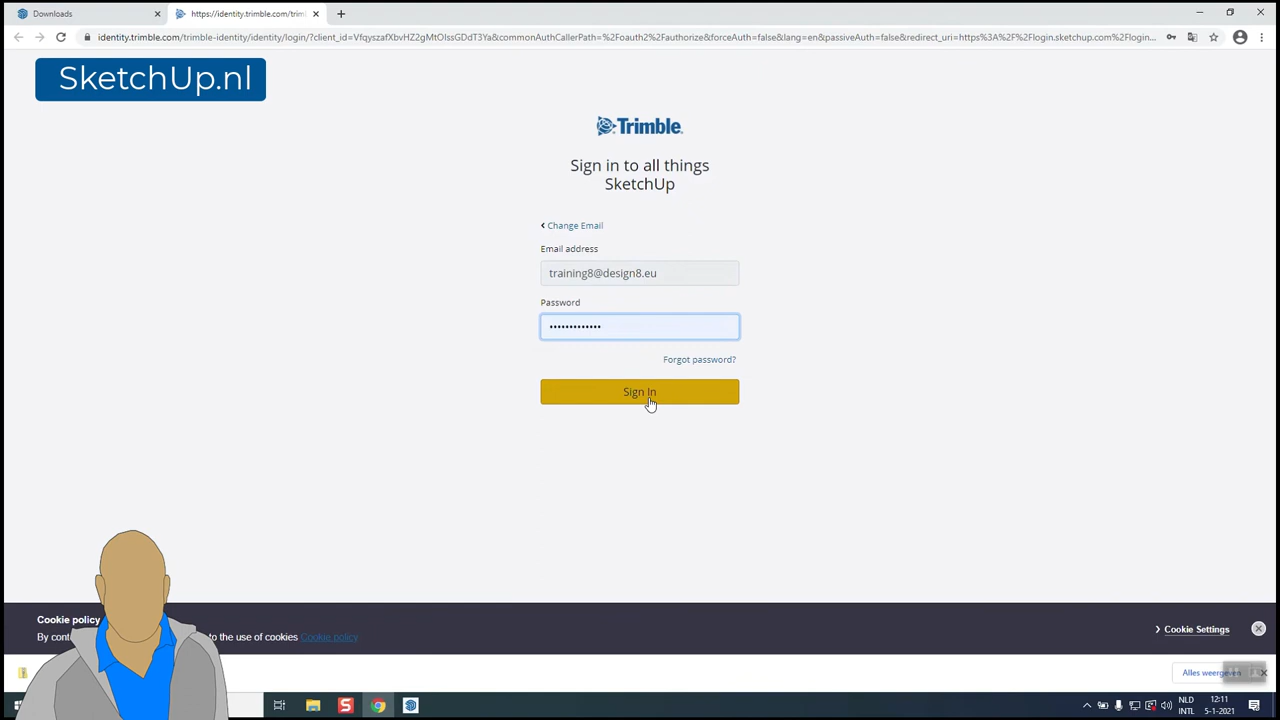 Downloads
https://identity.trimble.com/trim
identity.trimble.com/trimble-identity/identity/login/?client_id=VfqyszafXbvHZ2gMtOIssGDdT3Ya&commonAuthCallerPath=%2Foauth2%2Fauthorize&forceAuth=false&lang=en&passiveAuth=false&redirect_uri=https%3A%2F%2Flogin.sketchup.com%2Flogin...
SketchUp.nl
Trimble
Sign in to all things
SketchUp
Change Email
Email address
training8@design8.eu
Password
•••••••••••••
Forgot password?
Sign In
Cookie policy
By con
to the use of cookies Cookie policy
Cookie Settings
Alles weergeven
NLD
INTL
12:11
5-1-2021